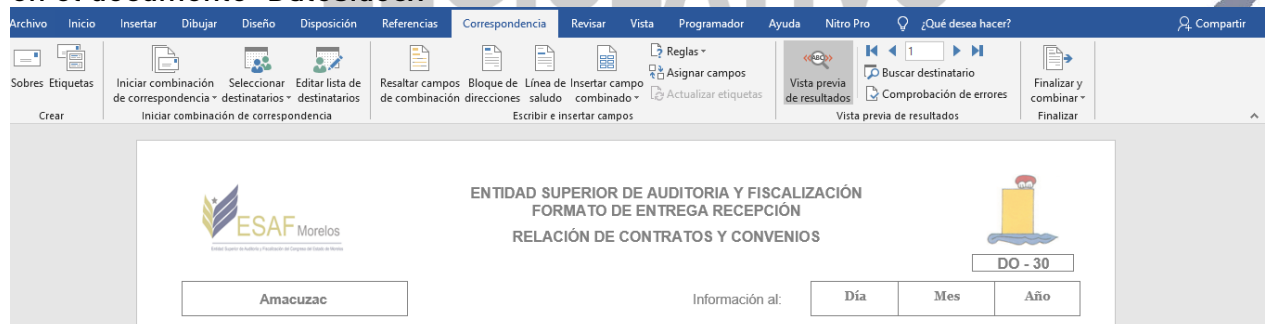 Archivo Inicio Insertar Dibujar Diseño Disposición Referencias Correspondencia Revisar Vista Programador Ayuda Nitro Pro ¿Qué desea hacer? Compartir
Sobres Etiquetas
Iniciar combinación de correspondencia
Seleccionar destinatarios
Editar lista de destinatarios
Resaltar campos de combinación
Bloque de direcciones
Línea de saludo
Insertar campo combinado
Reglas
Asignar campos
Actualizar etiquetas
ABC
Vista previa de resultados
1
Buscar destinatario
Comprobación de errores
Finalizar y combinar
Crear
Iniciar combinación de correspondencia
Escribir e insertar campos
Vista previa de resultados
Finalizar
ENTIDAD SUPERIOR DE AUDITORIA Y FISCALIZACIÓN
FORMATO DE ENTREGA RECEPCIÓN
RELACIÓN DE CONTRATOS Y CONVENIOS
ESAF Morelos
DO - 30
Amacuzac
Información al:
Día Mes Año